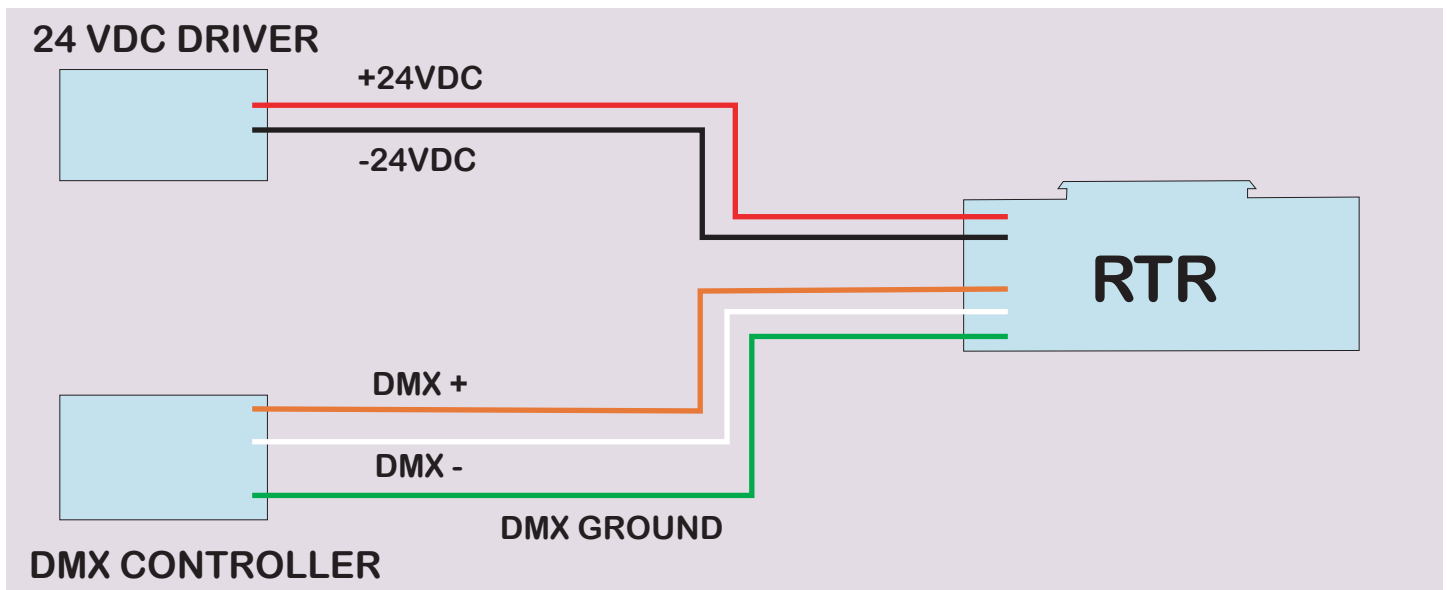 24 VDC DRIVER
+24VDC
-24VDC
RTR
DMX +
DMX -
DMX GROUND
DMX CONTROLLER